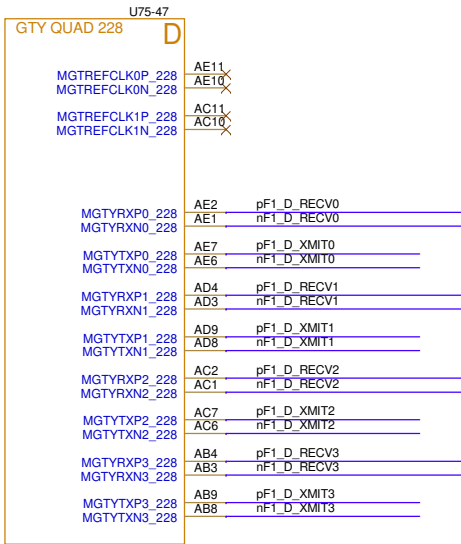 U75-47
GTY QUAD 228 D
MGTREFCLK0P_228 AE11
MGTREFCLK0N_228 AE10
MGTREFCLK1P_228 AC11
MGTREFCLK1N_228 AC10
MGTYRXP0_228 AE2 pF1_D_RECV0
MGTYRXN0_228 AE1 nF1_D_RECV0
MGTYTXP0_228 AE7 pF1_D_XMIT0
MGTYTXN0_228 AE6 nF1_D_XMIT0
MGTYRXP1_228 AD4 pF1_D_RECV1
MGTYRXN1_228 AD3 nF1_D_RECV1
MGTYTXP1_228 AD9 pF1_D_XMIT1
MGTYTXN1_228 AD8 nF1_D_XMIT1
MGTYRXP2_228 AC2 pF1_D_RECV2
MGTYRXN2_228 AC1 nF1_D_RECV2
MGTYTXP2_228 AC7 pF1_D_XMIT2
MGTYTXN2_228 AC6 nF1_D_XMIT2
MGTYRXP3_228 AB4 pF1_D_RECV3
MGTYRXN3_228 AB3 nF1_D_RECV3
MGTYTXP3_228 AB9 pF1_D_XMIT3
MGTYTXN3_228 AB8 nF1_D_XMIT3